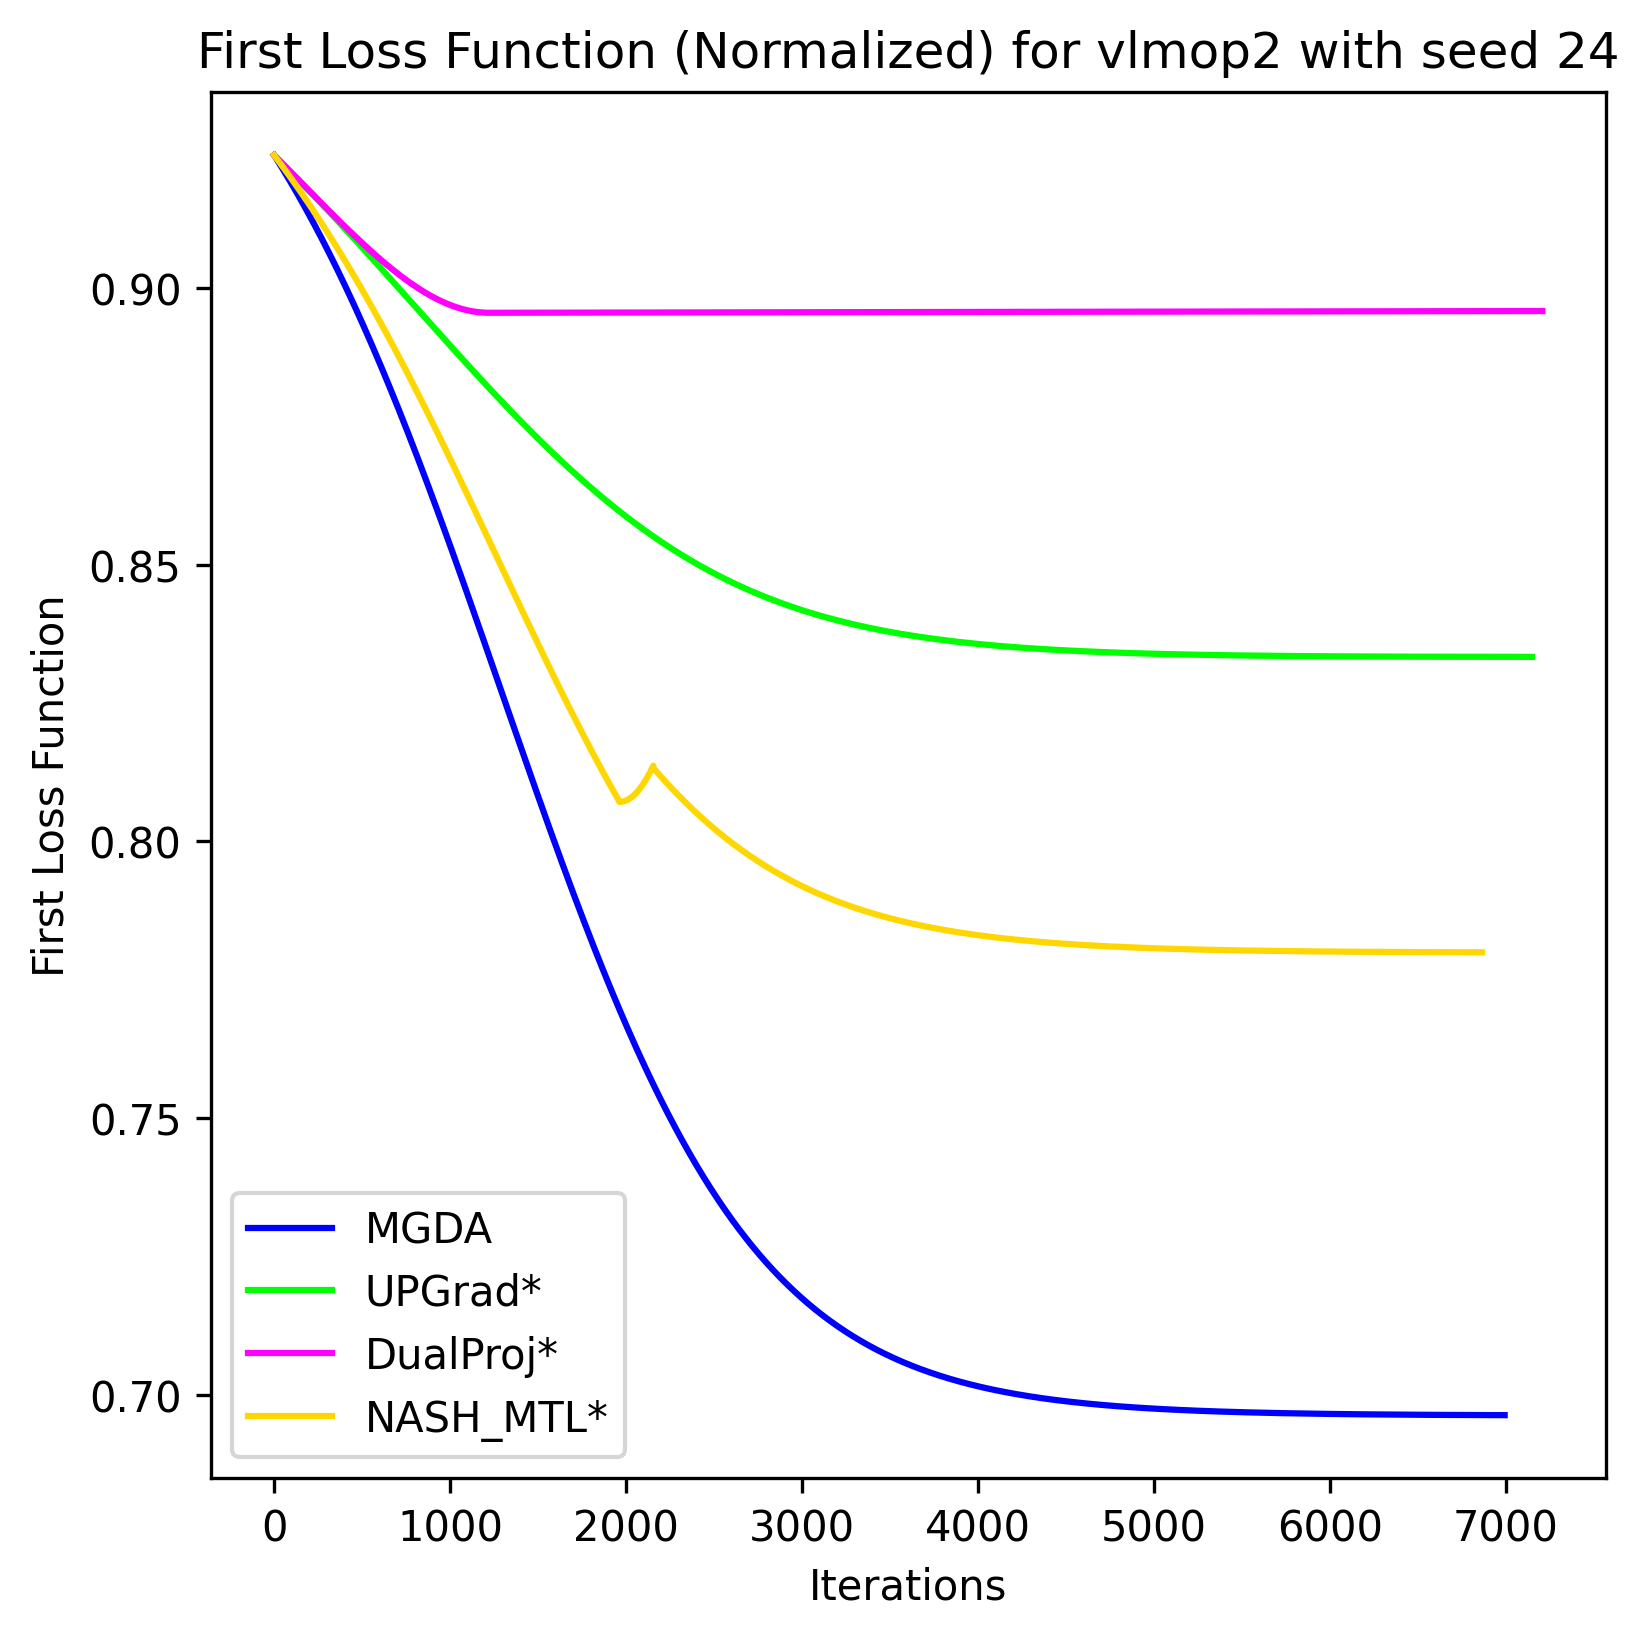 First Loss Function (Normalized) for vlmop2 with seed 24
First Loss Function
0.90
0.85
0.80
0.75
0.70
MGDA
UPGrad*
DualProj*
NASH_MTL*
0 1000 2000 3000 4000 5000 6000 7000
Iterations